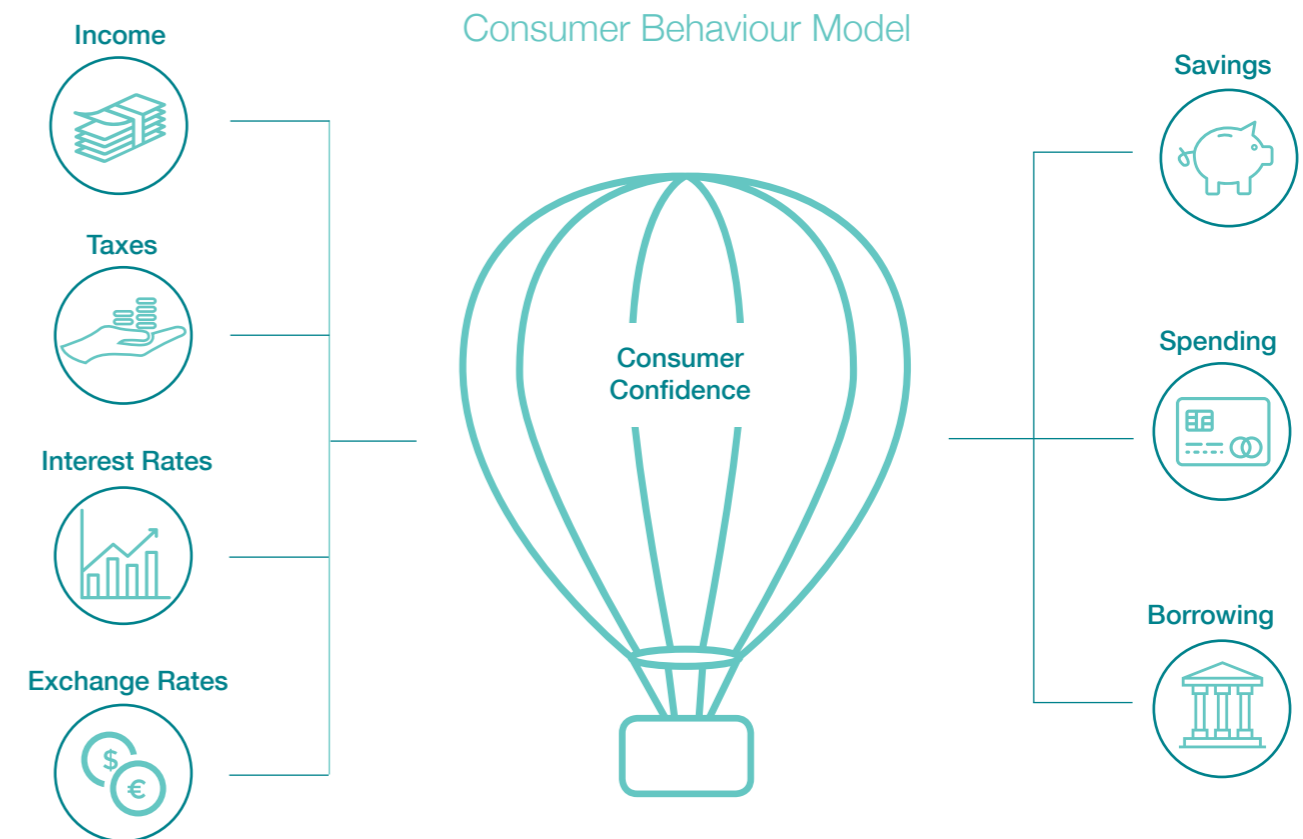 Consumer Behaviour Model
Income
Taxes
Interest Rates
Exchange Rates
$
€
Consumer
Confidence
Savings
Spending
Borrowing